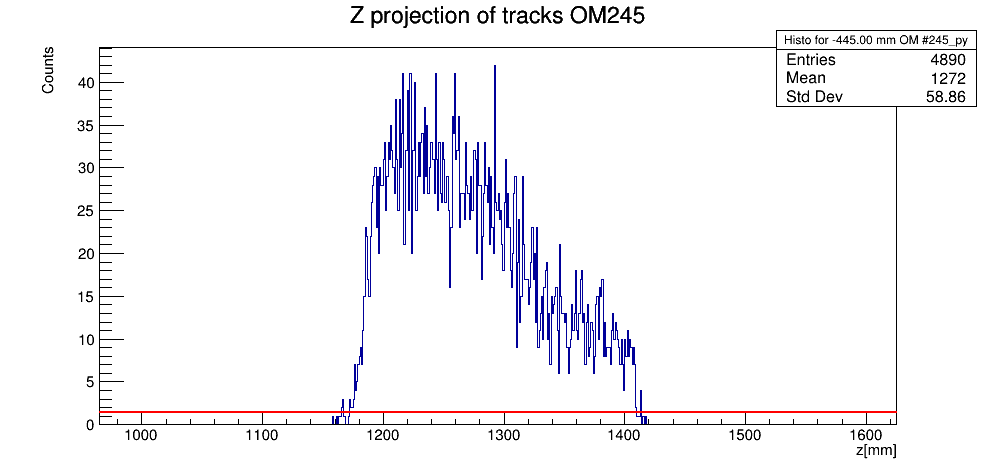 Z projection of tracks OM245
Histo for -445.00 mm OM #245_py
Entries 4890
Mean 1272
Std Dev 58.86
Counts
40
35
30
25
20
15
10
5
0
1000 1100 1200 1300 1400 1500 1600
z[mm]